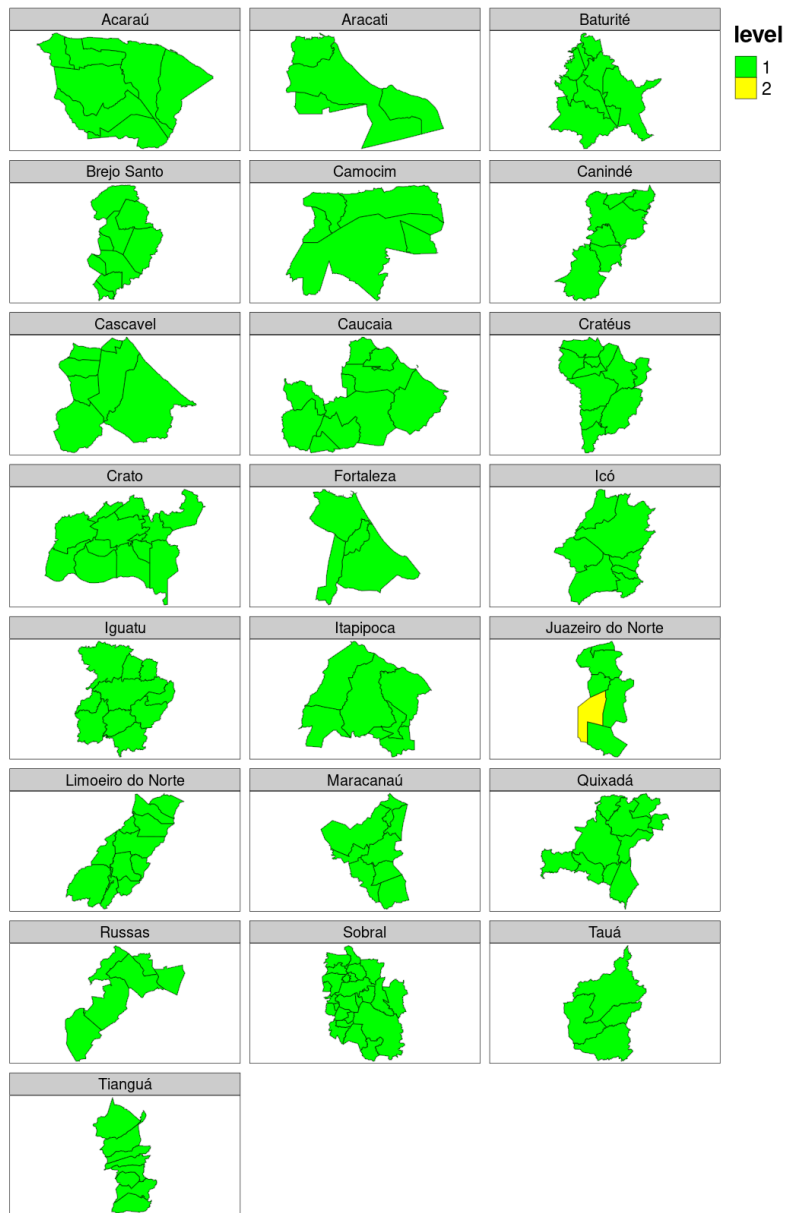 Acaraú
Aracati
Baturité
level
1
2
Brejo Santo
Camocim
Canindé
Cascavel
Caucaia
Cratéus
Crato
Fortaleza
Icó
Iguatu
Itapipoca
Juazeiro do Norte
Limoeiro do Norte
Maracanaú
Quixadá
Russas
Sobral
Tauá
Tianguá